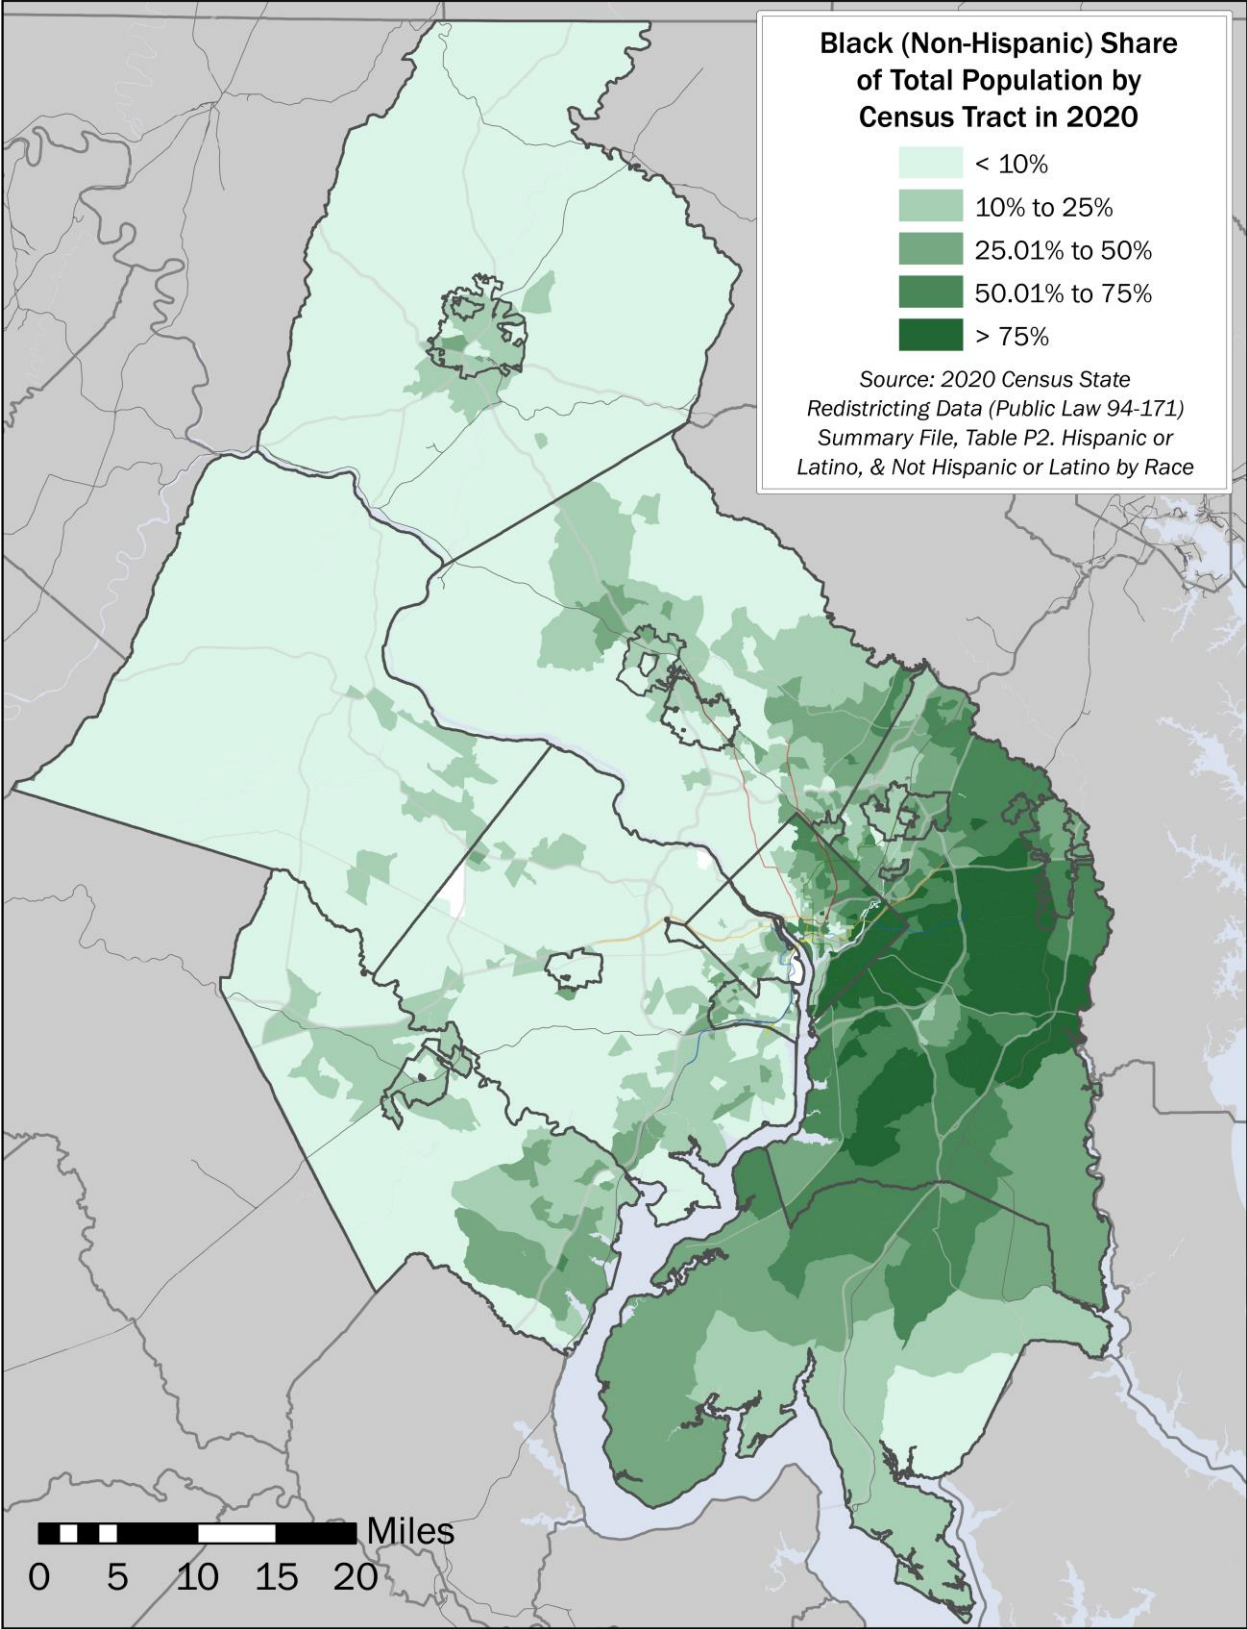 Black (Non-Hispanic) Share
of Total Population by
Census Tract in 2020
< 10%
10% to 25%
25.01% to 50%
50.01% to 75%
> 75%
Source: 2020 Census State
Redistricting Data (Public Law 94-171)
Summary File, Table P2. Hispanic or
Latino, & Not Hispanic or Latino by Race
Miles
0 5 10 15 20